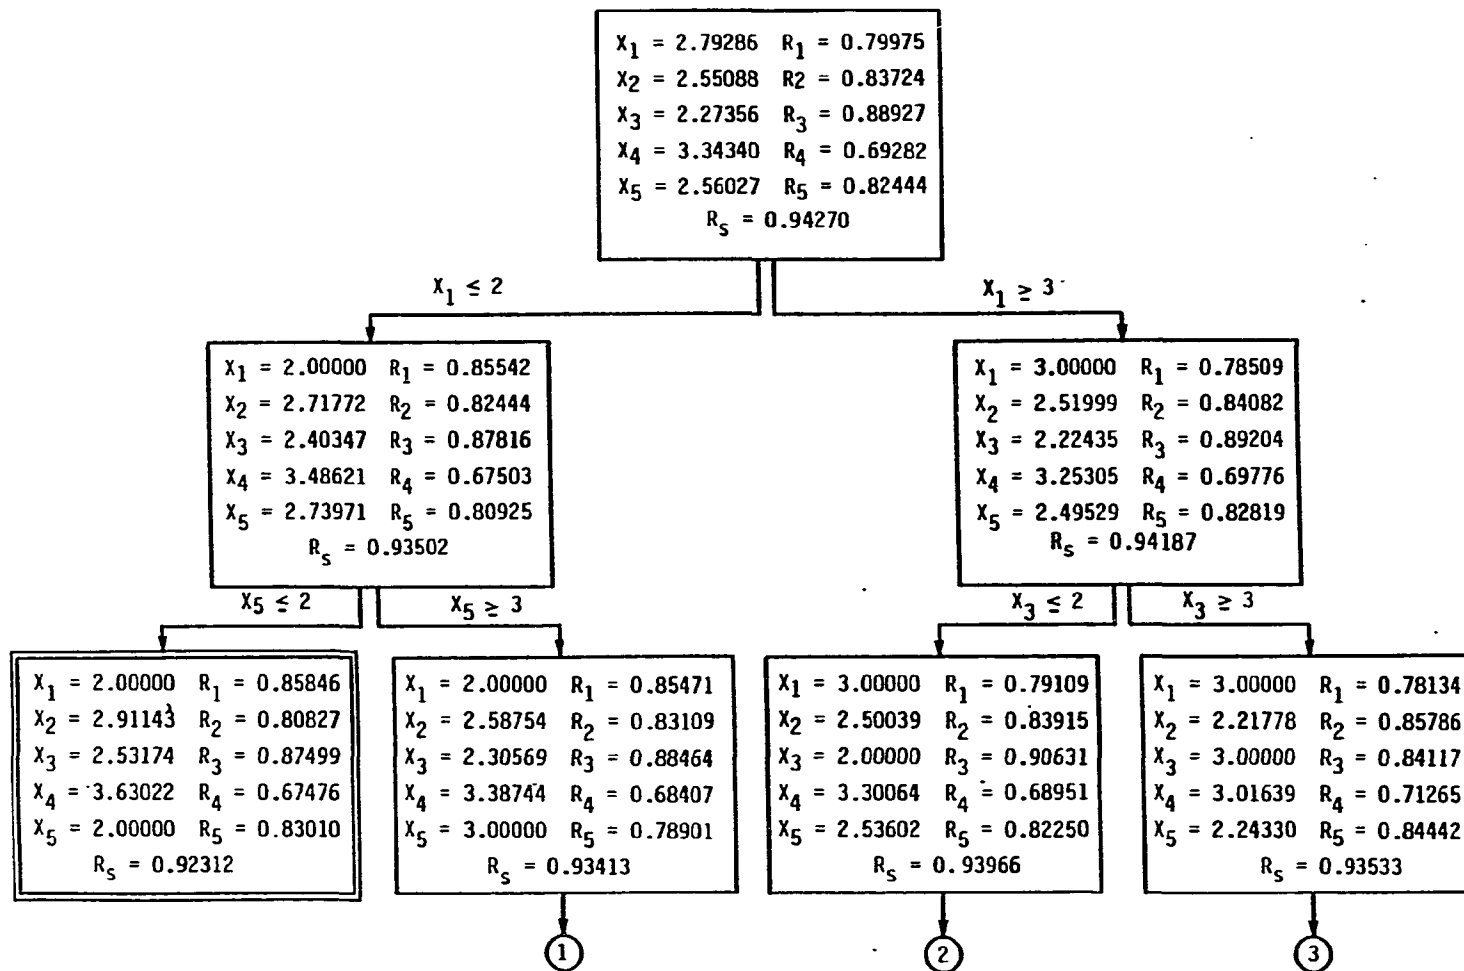 X1 = 2.79286 R1 = 0.79975
X2 = 2.55088 R2 = 0.83724
X3 = 2.27356 R3 = 0.88927
X4 = 3.34340 R4 = 0.69282
X5 = 2.56027 R5 = 0.82444
Rs = 0.94270
X1 ≤ 2
X1 ≥ 3
X1 = 2.00000 R1 = 0.85542
X2 = 2.71772 R2 = 0.82444
X3 = 2.40347 R3 = 0.87816
X4 = 3.48621 R4 = 0.67503
X5 = 2.73971 R5 = 0.80925
Rs = 0.93502
X1 = 3.00000 R1 = 0.78509
X2 = 2.51999 R2 = 0.84082
X3 = 2.22435 R3 = 0.89204
X4 = 3.25305 R4 = 0.69776
X5 = 2.49529 R5 = 0.82819
Rs = 0.94187
X5 ≤ 2
X5 ≥ 3
X3 ≤ 2
X3 ≥ 3
X1 = 2.00000 R1 = 0.85846
X2 = 2.91143 R2 = 0.80827
X3 = 2.53174 R3 = 0.87499
X4 = 3.63022 R4 = 0.67476
X5 = 2.00000 R5 = 0.83010
Rs = 0.92312
X1 = 2.00000 R1 = 0.85471
X2 = 2.58754 R2 = 0.83109
X3 = 2.30569 R3 = 0.88464
X4 = 3.38744 R4 = 0.68407
X5 = 3.00000 R5 = 0.78901
Rs = 0.93413
X1 = 3.00000 R1 = 0.79109
X2 = 2.50039 R2 = 0.83915
X3 = 2.00000 R3 = 0.90631
X4 = 3.30064 R4 = 0.68951
X5 = 2.53602 R5 = 0.82250
Rs = 0.93966
X1 = 3.00000 R1 = 0.78134
X2 = 2.21778 R2 = 0.85786
X3 = 3.00000 R3 = 0.84117
X4 = 3.01639 R4 = 0.71265
X5 = 2.24330 R5 = 0.84442
Rs = 0.93533
1
2
3